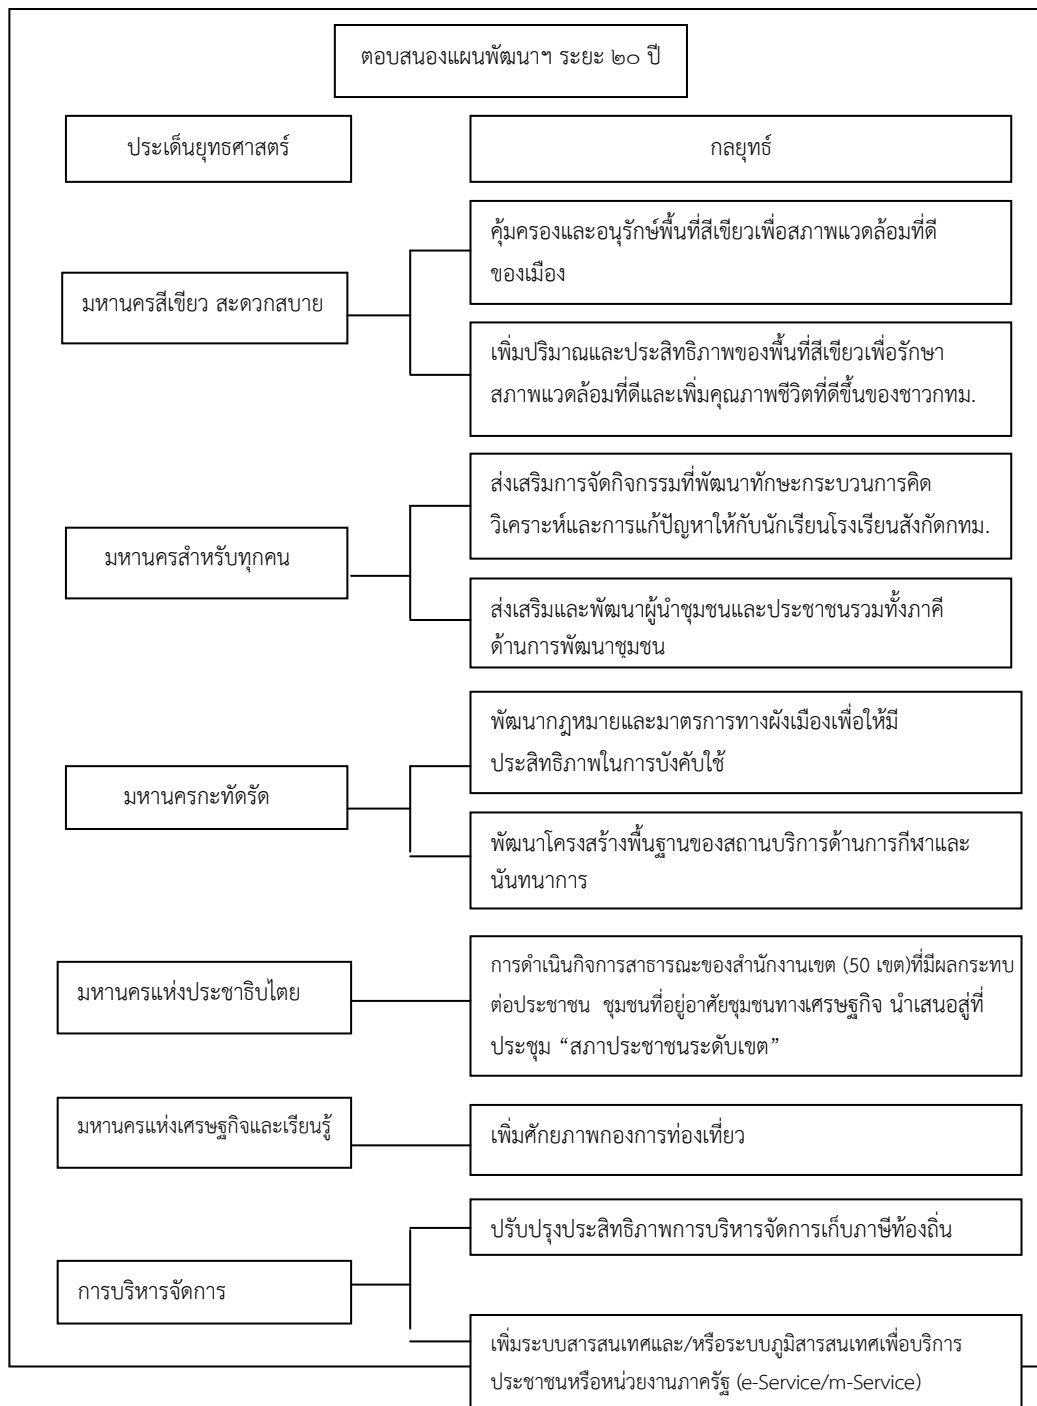 ตอบสนองแผนพัฒนาฯ ระยะ ๒๐ ปี
ประเด็นยุทธศาสตร์
กลยุทธ์
มหานครสีเขียว สะดวกสบาย
คุ้มครองและอนุรักษ์พื้นที่สีเขียวเพื่อสภาพแวดล้อมที่ดี
ของเมือง
เพิ่มปริมาณและประสิทธิภาพของพื้นที่สีเขียวเพื่อรักษา
สภาพแวดล้อมที่ดีและเพิ่มคุณภาพชีวิตที่ดีขึ้นของชาวกทม.
มหานครสำหรับทุกคน
ส่งเสริมการจัดกิจกรรมที่พัฒนาทักษะกระบวนการคิด
วิเคราะห์และการแก้ปัญหาให้กับนักเรียนโรงเรียนสังกัดกทม.
ส่งเสริมและพัฒนาผู้นำชุมชนและประชาชนรวมทั้งภาคี
ด้านการพัฒนาชุมชน
มหานครกะทัดรัด
พัฒนากฎหมายและมาตรการทางผังเมืองเพื่อให้มี
ประสิทธิภาพในการบังคับใช้
พัฒนาโครงสร้างพื้นฐานของสถานบริการด้านการกีฬาและ
นันทนาการ
มหานครแห่งประชาธิปไตย
การดำเนินกิจการสาธารณะของสำนักงานเขต (50 เขต)ที่มีผลกระทบ
ต่อประชาชน ชุมชนที่อยู่อาศัยชุมชนทางเศรษฐกิจ นำเสนอสู่ที่
ประชุม “สภาประชาชนระดับเขต”
มหานครแห่งเศรษฐกิจและเรียนรู้
เพิ่มศักยภาพกองการท่องเที่ยว
การบริหารจัดการ
ปรับปรุงประสิทธิภาพการบริหารจัดการเก็บภาษีท้องถิ่น
เพิ่มระบบสารสนเทศและ/หรือระบบภูมิสารสนเทศเพื่อบริการ
ประชาชนหรือหน่วยงานภาครัฐ (e-Service/m-Service)